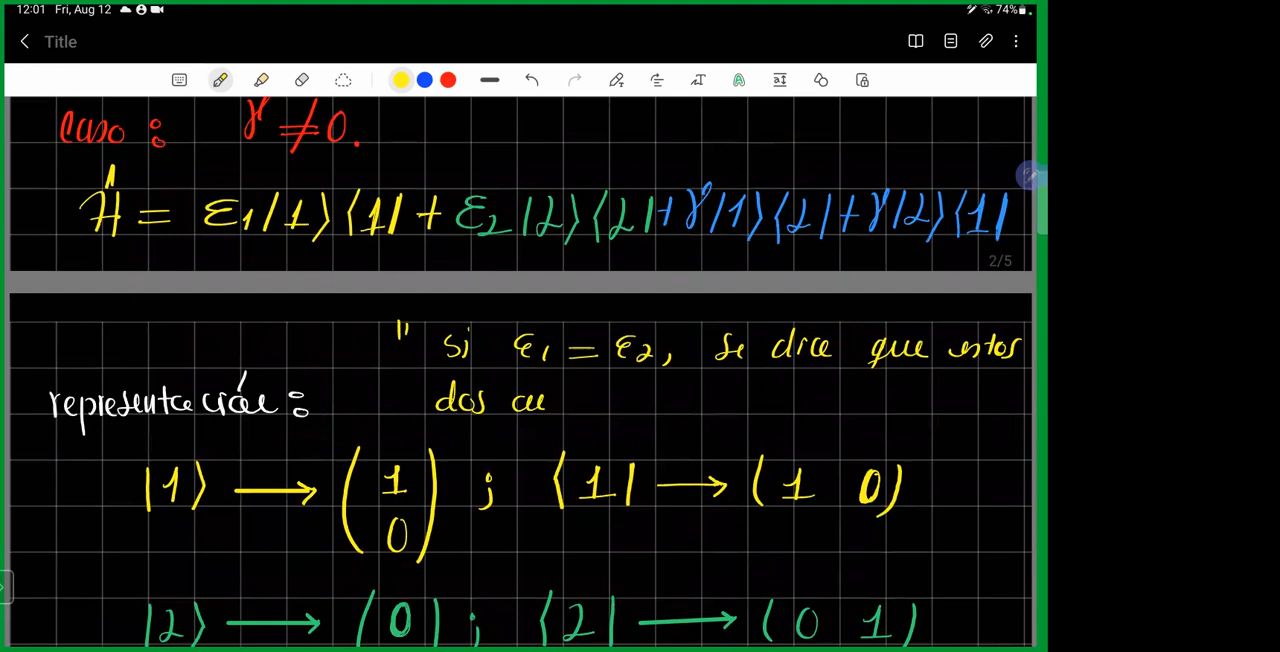 12:01 Fri, Aug 12 74%
Title
Caso : γ ≠ 0.
Ĥ = ε1|1⟩⟨1| + ε2|2⟩⟨2| + γ|1⟩⟨2| + γ|2⟩⟨1|
2/5
" si ε1 = ε2, se dice que estos
representación :
dos cu
|1⟩ → (1 0) ; ⟨1| → (1 0)
|2⟩ → (0 ) ; ⟨2| → (0 1)